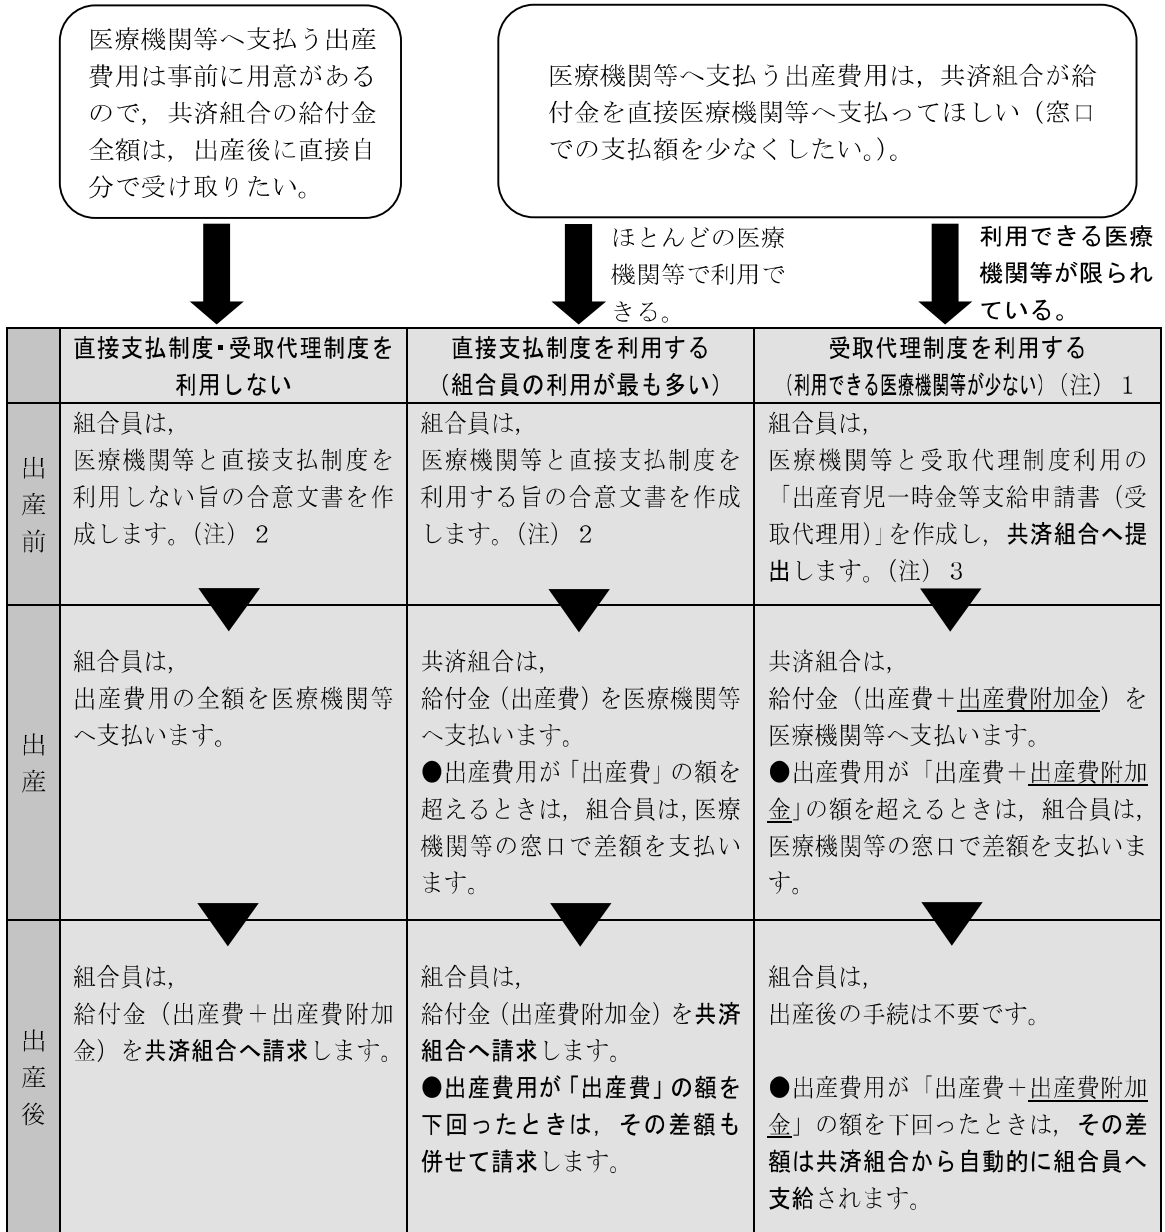 医療機関等へ支払う出産
費用は事前に用意がある
ので，共済組合の給付金
全額は，出産後に直接自
分で受け取りたい。
医療機関等へ支払う出産費用は，共済組合が給
付金を直接医療機関等へ支払ってほしい（窓口
での支払額を少なくしたい。）。
ほとんどの医療
機関等で利用で
きる。
利用できる医療
機関等が限られ
ている。
直接支払制度・受取代理制度を
利用しない
直接支払制度を利用する
（組合員の利用が最も多い）
受取代理制度を利用する
（利用できる医療機関等が少ない）（注）１
出産前
組合員は，
医療機関等と直接支払制度を
利用しない旨の合意文書を作
成します。（注）２
組合員は，
医療機関等と直接支払制度を
利用する旨の合意文書を作成
します。（注）２
組合員は，
医療機関等と受取代理制度利用の
「出産育児一時金等支給申請書（受
取代理用）」を作成し，共済組合へ提
出します。（注）３
出産
組合員は，
出産費用の全額を医療機関等
へ支払います。
共済組合は，
給付金（出産費）を医療機関等
へ支払います。
●出産費用が「出産費」の額を
超えるときは，組合員は，医療
機関等の窓口で差額を支払い
ます。
共済組合は，
給付金（出産費＋出産費附加金）を
医療機関等へ支払います。
●出産費用が「出産費＋出産費附加
金」の額を超えるときは，組合員は，
医療機関等の窓口で差額を支払いま
す。
出産後
組合員は，
給付金（出産費＋出産費附加
金）を共済組合へ請求します。
組合員は，
給付金（出産費附加金）を共済
組合へ請求します。
●出産費用が「出産費」の額を
下回ったときは，その差額も
併せて請求します。
組合員は，
出産後の手続は不要です。
●出産費用が「出産費＋出産費附加
金」の額を下回ったときは，その差
額は共済組合から自動的に組合員へ
支給されます。